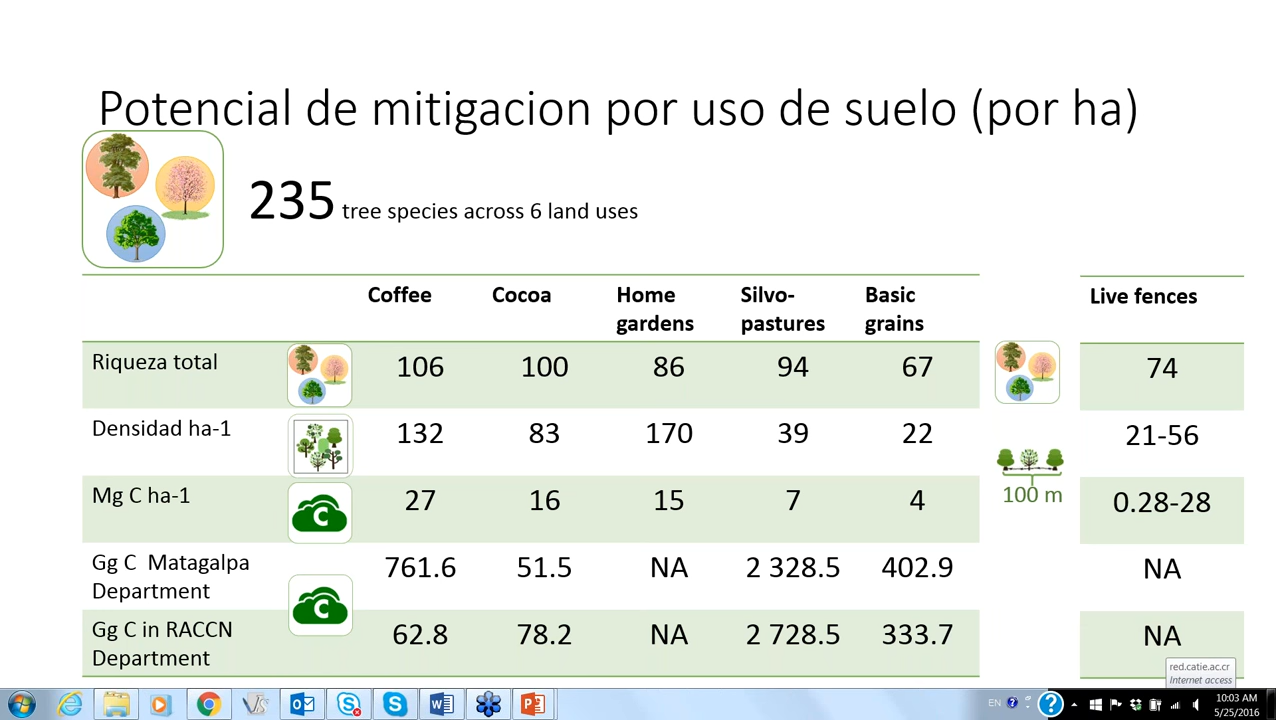 Potencial de mitigacion por uso de suelo (por ha)
235 tree species across 6 land uses
Coffee Cocoa Home gardens Silvo-pastures Basic grains Live fences
Riqueza total 106 100 86 94 67 74
Densidad ha-1 132 83 170 39 22 21-56
Mg C ha-1 27 16 15 7 4 100 m 0.28-28
Gg C Matagalpa Department 761.6 51.5 NA 2 328.5 402.9 NA
Gg C in RACCN Department 62.8 78.2 NA 2 728.5 333.7 NA
red.catie.ac.cr
Internet access
EN
10:03 AM
5/25/2016